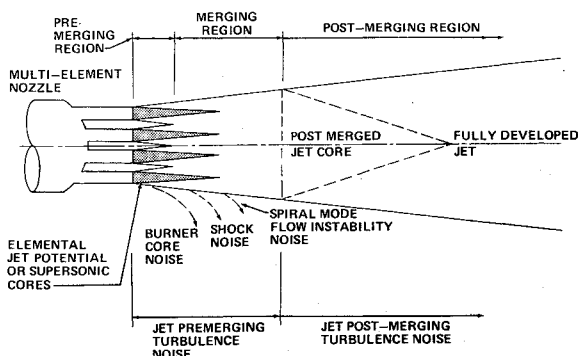 PRE-
MERGING
REGION
MERGING
REGION
POST-MERGING REGION
MULTI-ELEMENT
NOZZLE
POST MERGED
JET CORE
FULLY DEVELOPED
JET
SPIRAL MODE
FLOW INSTABILITY
NOISE
SHOCK
NOISE
BURNER
CORE
NOISE
ELEMENTAL
JET POTENTIAL
OR SUPERSONIC
CORES
JET PREMERGING
TURBULENCE
NOISE
JET POST-MERGING
TURBULENCE NOISE